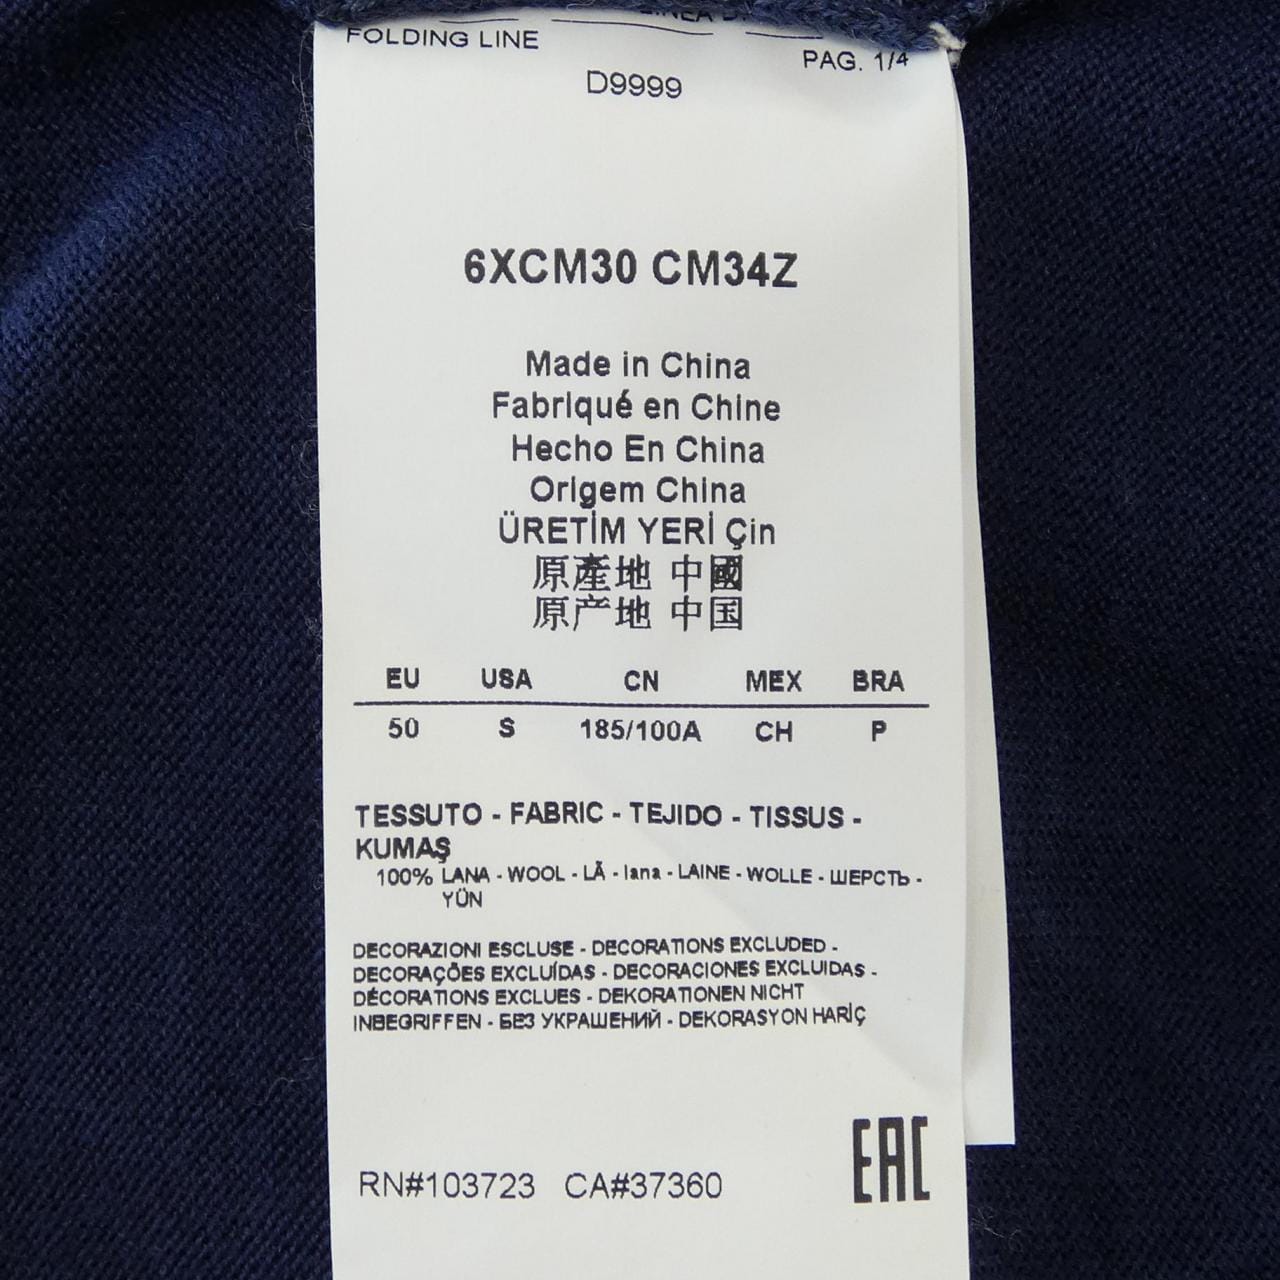 LINEA D
FOLDING LINE
PAG. 1/4
D9999
6XCM30 CM34Z
Made in China
Fabriqué en Chine
Hecho En China
Origem China
ÜRETİM YERİ Çin
原產地 中國
原产地 中国
EU USA CN MEX BRA
50 S 185/100A CH P
TESSUTO - FABRIC - TEJIDO - TISSUS -
KUMAŞ
100% LANA - WOOL - LÃ - lana - LAINE - WOLLE - ШЕРСТЬ -
YÜN
DECORAZIONI ESCLUSE - DECORATIONS EXCLUDED -
DECORAÇÕES EXCLUÍDAS - DECORACIONES EXCLUIDAS -
DÉCORATIONS EXCLUES - DEKORATIONEN NICHT
INBEGRIFFEN - БЕЗ УКРАШЕНИЙ - DEKORASYON HARİÇ
EAC
RN#103723 CA#37360